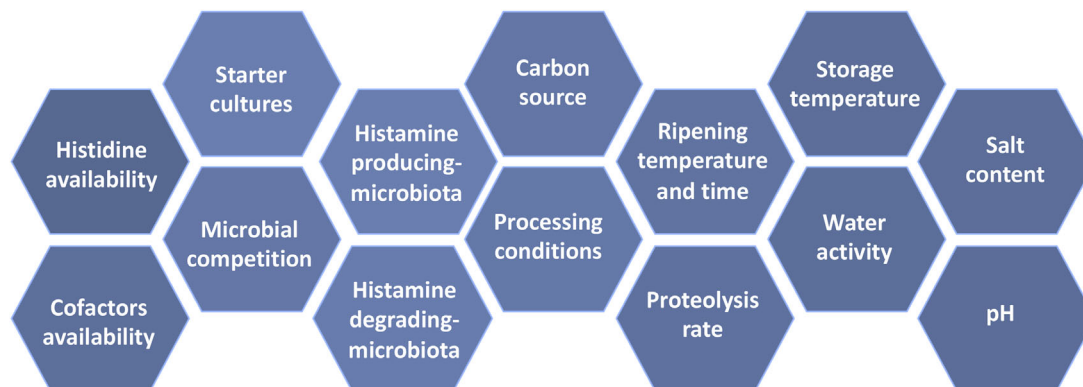 Histidine
availability
Cofactors
availability
Starter
cultures
Microbial
competition
Histamine
producing-
microbiota
Histamine
degrading-
microbiota
Carbon
source
Processing
conditions
Ripening
temperature
and time
Proteolysis
rate
Storage
temperature
Water
activity
Salt
content
pH